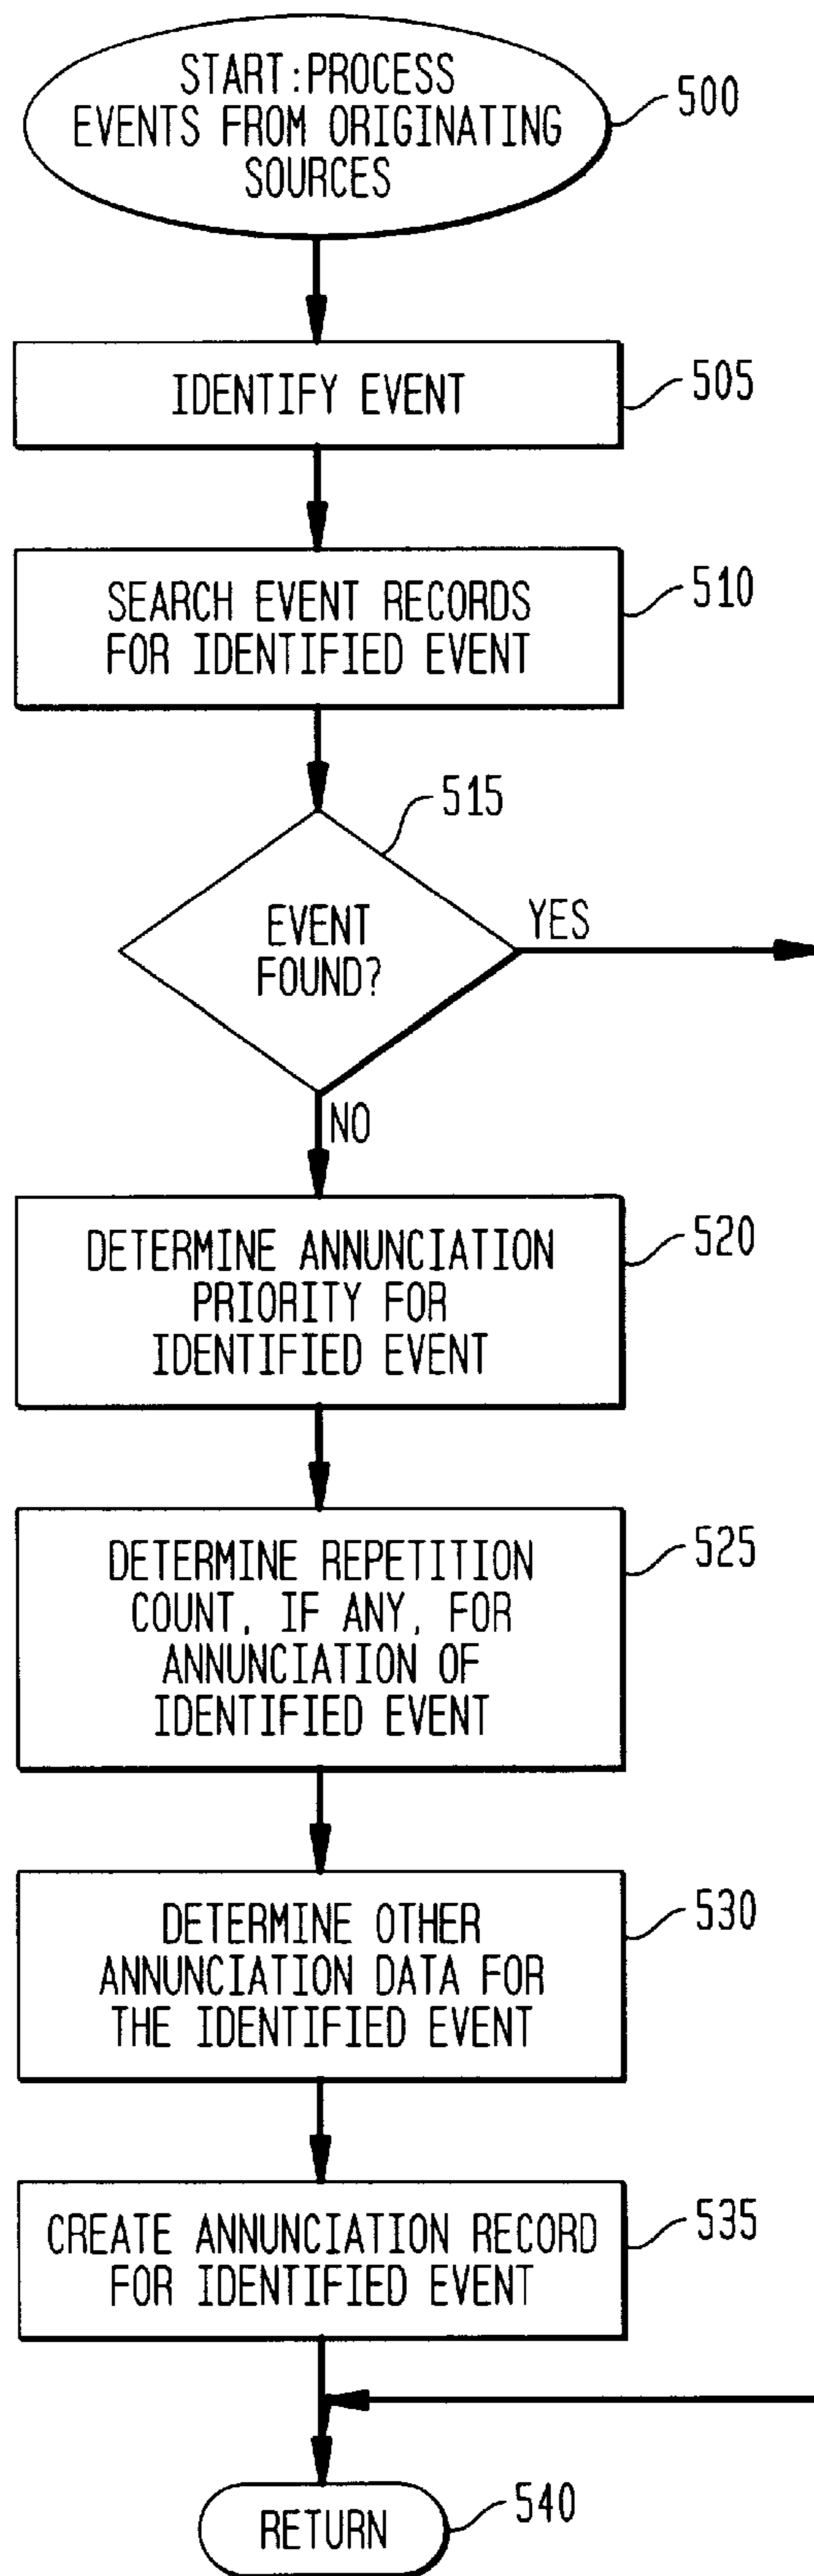 START:PROCESS
EVENTS FROM ORIGINATING
SOURCES
500
IDENTIFY EVENT
505
SEARCH EVENT RECORDS
FOR IDENTIFIED EVENT
510
515
EVENT
FOUND?
YES
NO
DETERMINE ANNUNCIATION
PRIORITY FOR
IDENTIFIED EVENT
520
DETERMINE REPETITION
COUNT, IF ANY, FOR
ANNUNCIATION OF
IDENTIFIED EVENT
525
DETERMINE OTHER
ANNUNCIATION DATA FOR
THE IDENTIFIED EVENT
530
CREATE ANNUNCIATION RECORD
FOR IDENTIFIED EVENT
535
RETURN
540